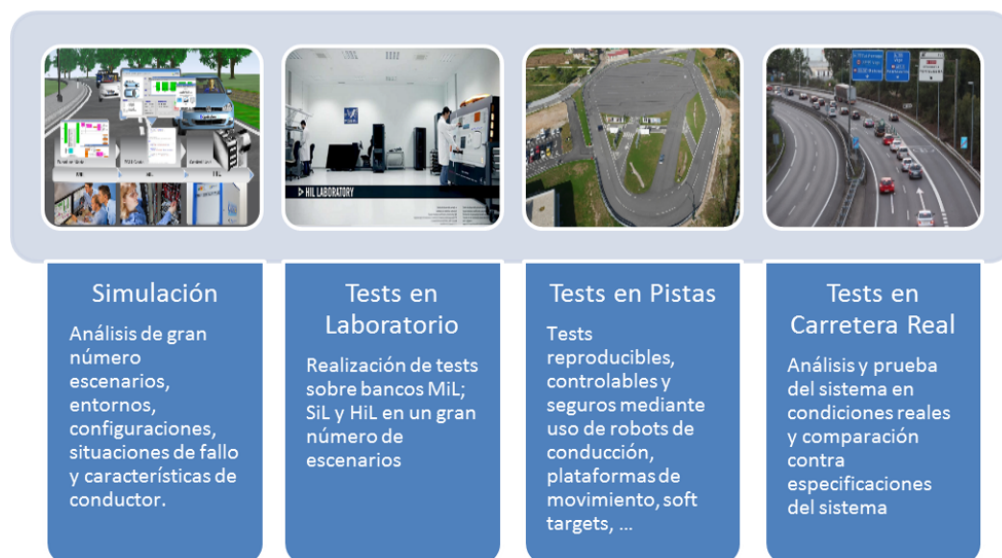 HIL LABORATORY
Simulación
Análisis de gran
número
escenarios,
entornos,
configuraciones,
situaciones de fallo
y características de
conductor.
Tests en
Laboratorio
Realización de tests
sobre bancos MiL;
SiL y HiL en un gran
número de
escenarios
Tests en Pistas
Tests
reproducibles,
controlables y
seguros mediante
uso de robots de
conducción,
plataformas de
movimiento, soft
targets, ...
Tests en
Carretera Real
Análisis y prueba
del sistema en
condiciones reales
y comparación
contra
especificaciones
del sistema